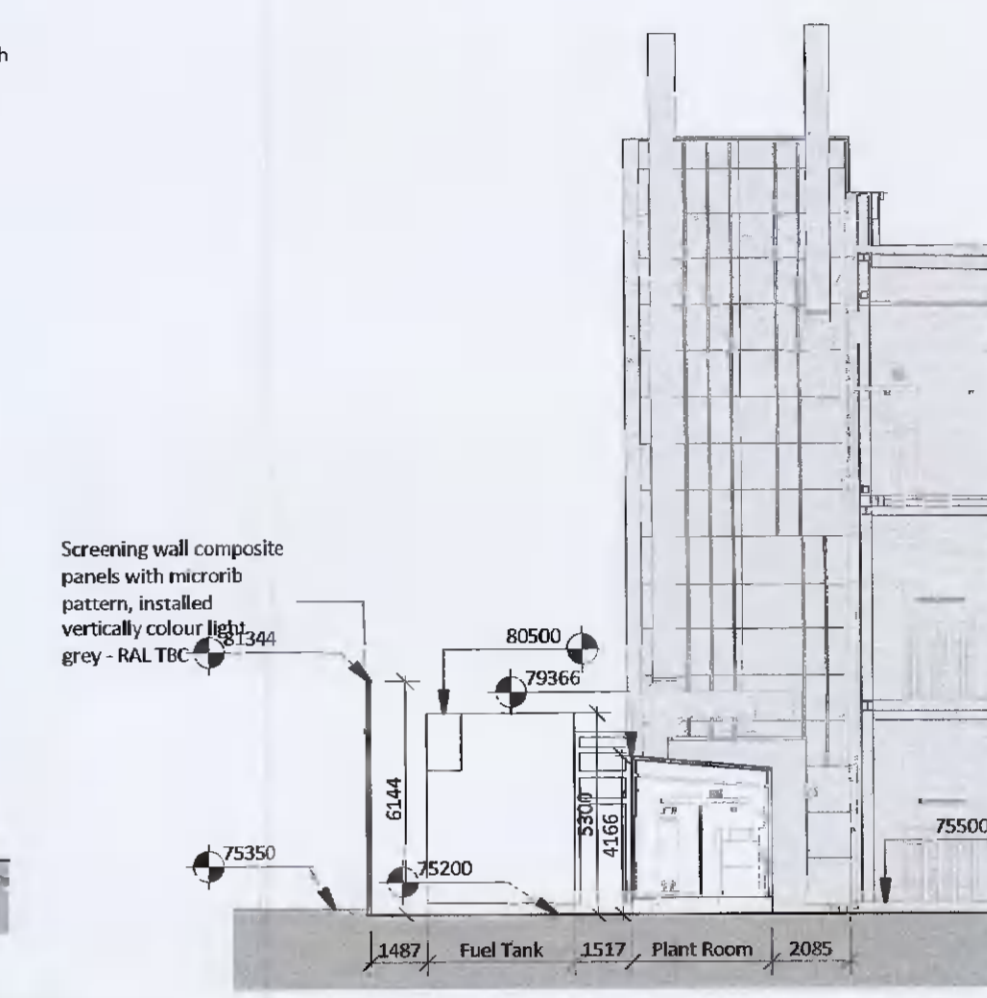 h
Screening wall composite
panels with microrib
pattern, installed
vertically colour light
grey - RAL TBC
81344
80500
79366
6144
5300
4166
75350
75200
75500
1487
Fuel Tank
1517
Plant Room
2085